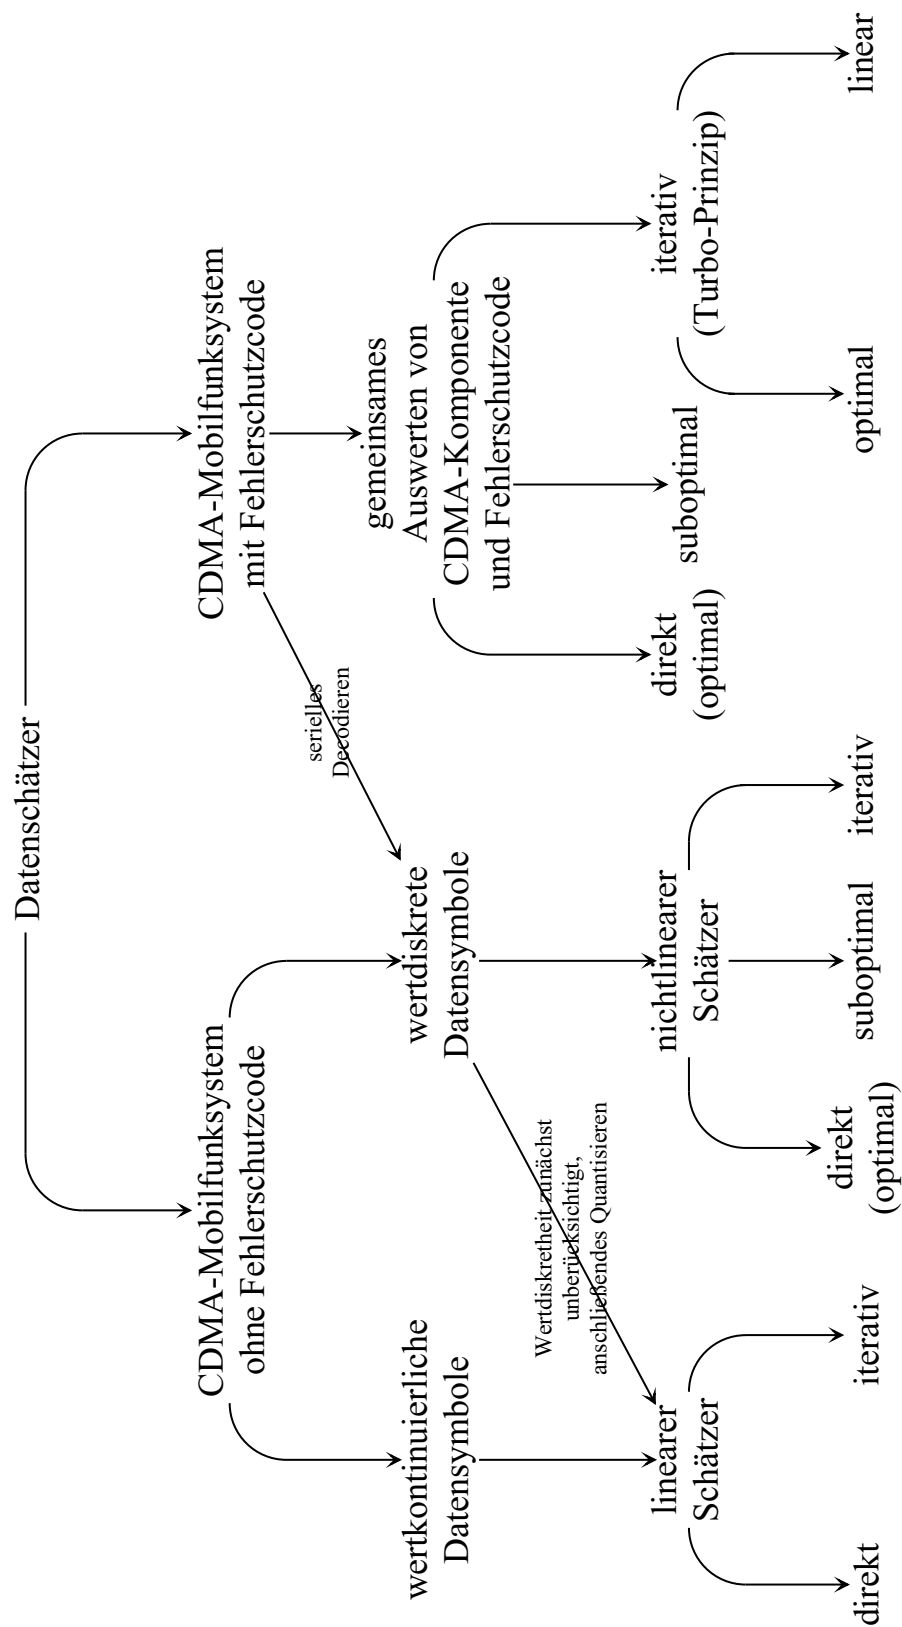 Datenschätzer
CDMA-Mobilfunksystem
ohne Fehlerschutzcode
CDMA-Mobilfunksystem
mit Fehlerschutzcode
serielles
Decodieren
wertkontinuierliche
Datensymbole
wertdiskrete
Datensymbole
gemeinsames
Auswerten von
CDMA-Komponente
und Fehlerschutzcode
Wertdiskretheit zunächst
unberücksichtigt,
anschließendes Quantisieren
linearer
Schätzer
nichtlinearer
Schätzer
direkt
(optimal)
suboptimal
iterativ
(Turbo-Prinzip)
direkt
iterativ
direkt
(optimal)
suboptimal
iterativ
optimal
linear